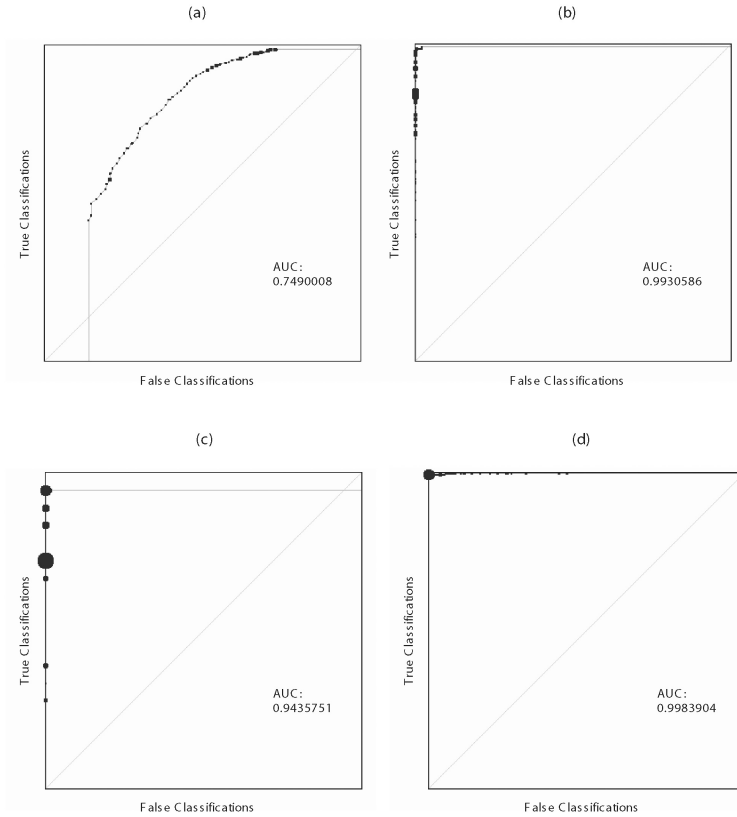 (a)
True Classifications
AUC:
0.7490008
False Classifications
(b)
True Classifications
AUC:
0.9930586
False Classifications
(c)
True Classifications
AUC:
0.9435751
False Classifications
(d)
True Classifications
AUC:
0.9983904
False Classifications